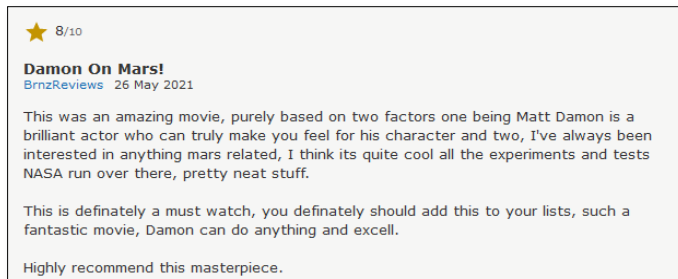 8/10
Damon On Mars!
BrnzReviews 26 May 2021
This was an amazing movie, purely based on two factors one being Matt Damon is a
brilliant actor who can truly make you feel for his character and two, I've always been
interested in anything mars related, I think its quite cool all the experiments and tests
NASA run over there, pretty neat stuff.
This is definately a must watch, you definately should add this to your lists, such a
fantastic movie, Damon can do anything and excell.
Highly recommend this masterpiece.